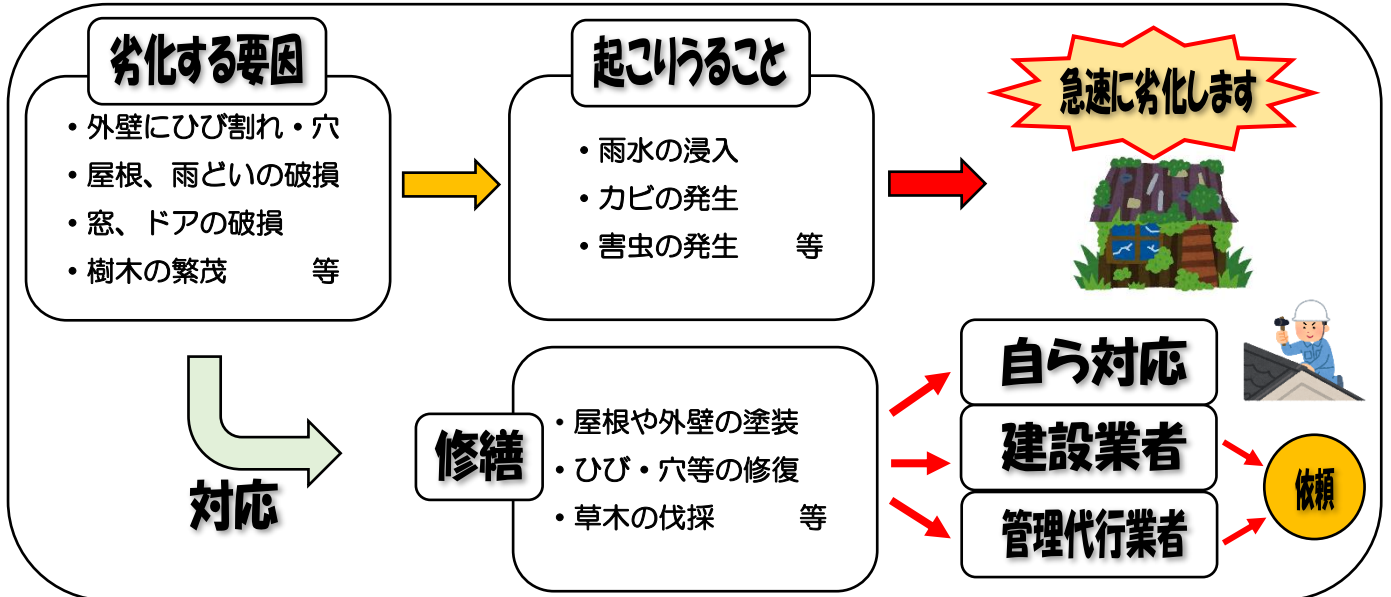 劣化する要因
・外壁にひび割れ・穴
・屋根、雨どいの破損
・窓、ドアの破損
・樹木の繁茂　　　等
起こりうること
・雨水の浸入
・カビの発生
・害虫の発生　　等
急速に劣化します
対応
修繕
・屋根や外壁の塗装
・ひび・穴等の修復
・草木の伐採　　　等
自ら対応
建設業者
管理代行業者
依頼